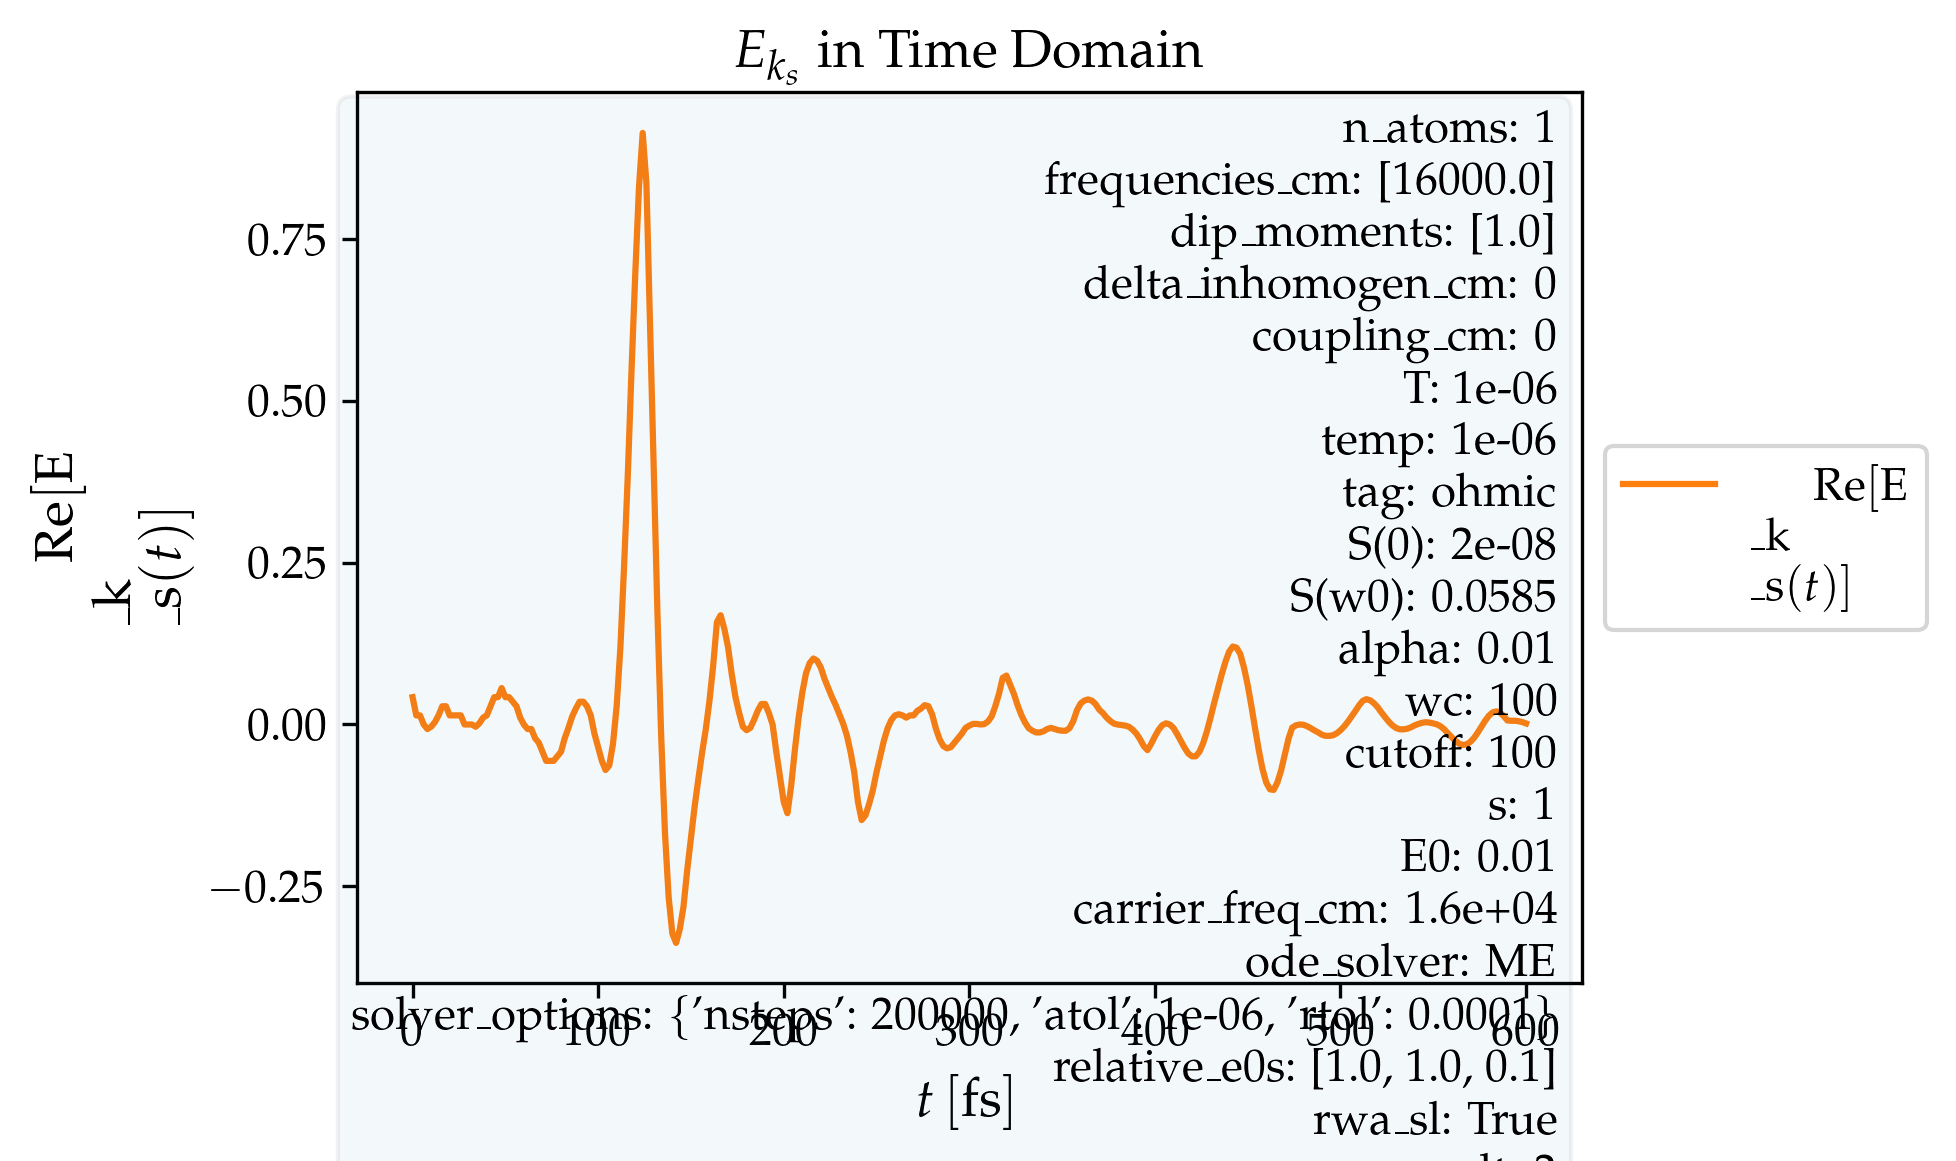 E_{k_s} in Time Domain
Re[E
_k
_s(t)]
0.75
0.50
0.25
0.00
−0.25
n_atoms: 1
frequencies_cm: [16000.0]
dip_moments: [1.0]
delta_inhomogen_cm: 0
coupling_cm: 0
T: 1e-06
temp: 1e-06
tag: ohmic
S(0): 2e-08
S(w0): 0.0585
alpha: 0.01
wc: 100
cutoff: 100
s: 1
E0: 0.01
carrier_freq_cm: 1.6e+04
ode_solver: ME
solver_options: {'nsteps': 200000, 'atol': 1e-06, 'rtol': 0.0001}
relative_e0s: [1.0, 1.0, 0.1]
rwa_sl: True
0 100 200 300 400 500 600
t [fs]
Re[E
_k
_s(t)]